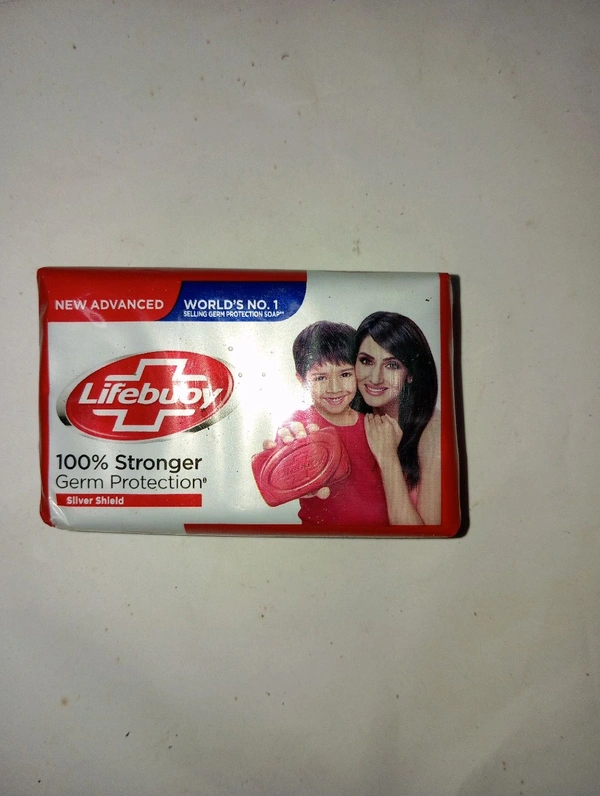 NEW ADVANCED
WORLD'S NO. 1
SELLING GERM PROTECTION SOAP
Lifebuoy
100% Stronger
Germ Protection
Silver Shield